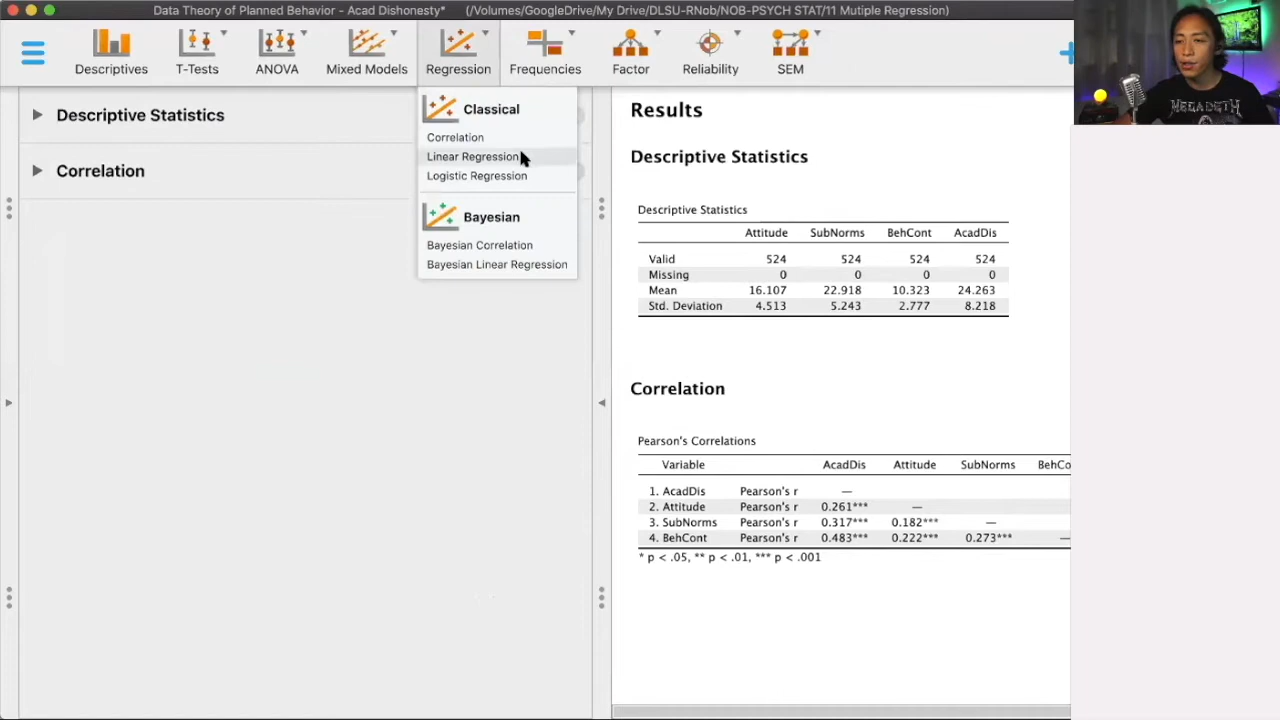 Data Theory of Planned Behavior - Acad Dishonesty* (/Volumes/GoogleDrive/My Drive/DLSU-RNob/NOB-PSYCH STAT/11 Mutiple Regression)
Descriptives T-Tests ANOVA Mixed Models Regression Frequencies Factor Reliability SEM
Descriptive Statistics
Correlation
Classical
Correlation
Linear Regression
Logistic Regression
Bayesian
Bayesian Correlation
Bayesian Linear Regression
Results
Descriptive Statistics
Descriptive Statistics
Attitude SubNorms BehCont AcadDis
Valid 524 524 524 524
Missing 0 0 0 0
Mean 16.107 22.918 10.323 24.263
Std. Deviation 4.513 5.243 2.777 8.218
Correlation
Pearson's Correlations
Variable AcadDis Attitude SubNorms BehCo
1. AcadDis Pearson's r —
2. Attitude Pearson's r 0.261*** —
3. SubNorms Pearson's r 0.317*** 0.182*** —
4. BehCont Pearson's r 0.483*** 0.222*** 0.273*** —
* p < .05, ** p < .01, *** p < .001
MEGADETH